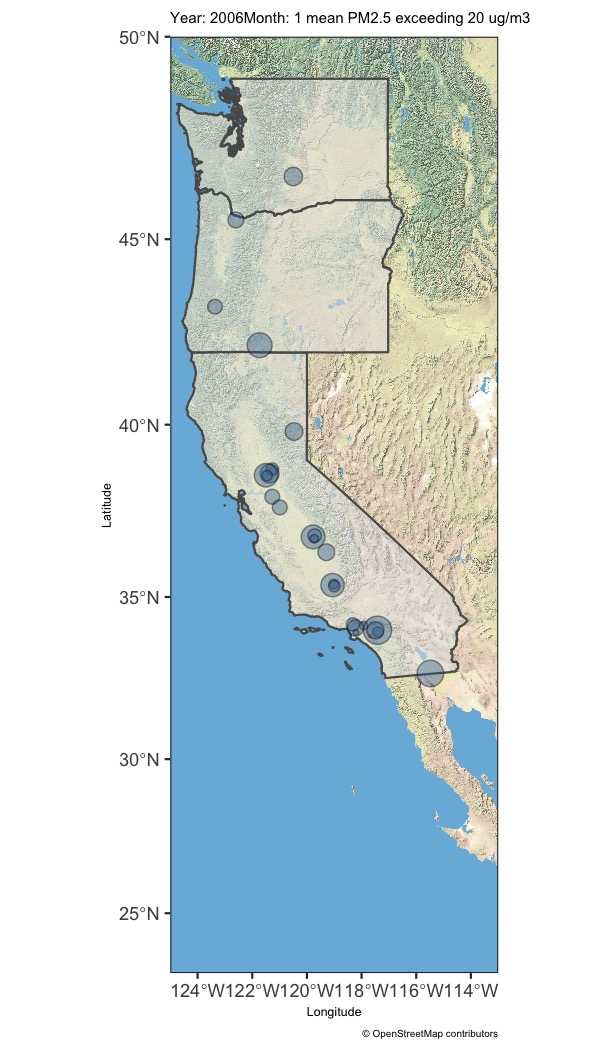 Year: 2006Month: 1 mean PM2.5 exceeding 20 ug/m3
50°N
45°N
40°N
35°N
30°N
25°N
Latitude
124°W122°W120°W118°W116°W114°W
Longitude
© OpenStreetMap contributors